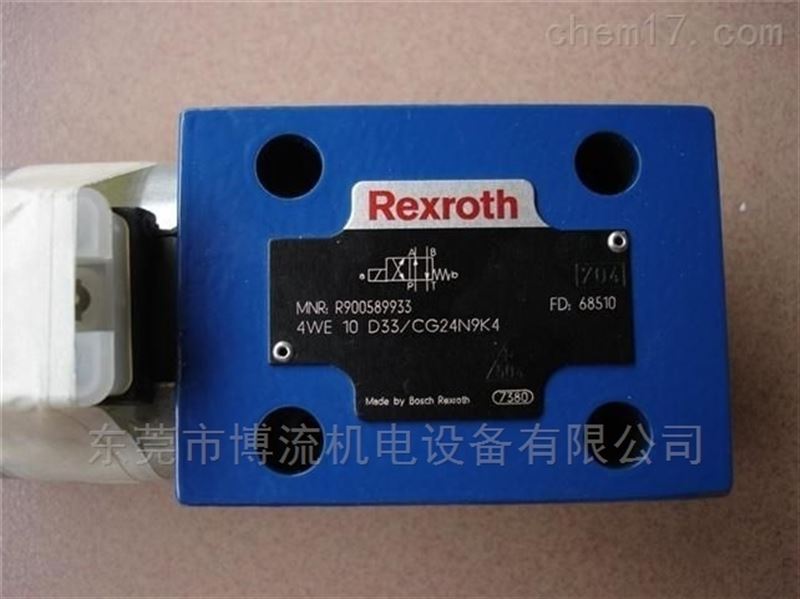 chem17.com
Rexroth
A B
a b
P T
704
MNR: R900589933
FD: 68510
4WE 10 D33/CG24N9K4
Made by Bosch Rexroth
7380
东莞市博流机电设备有限公司